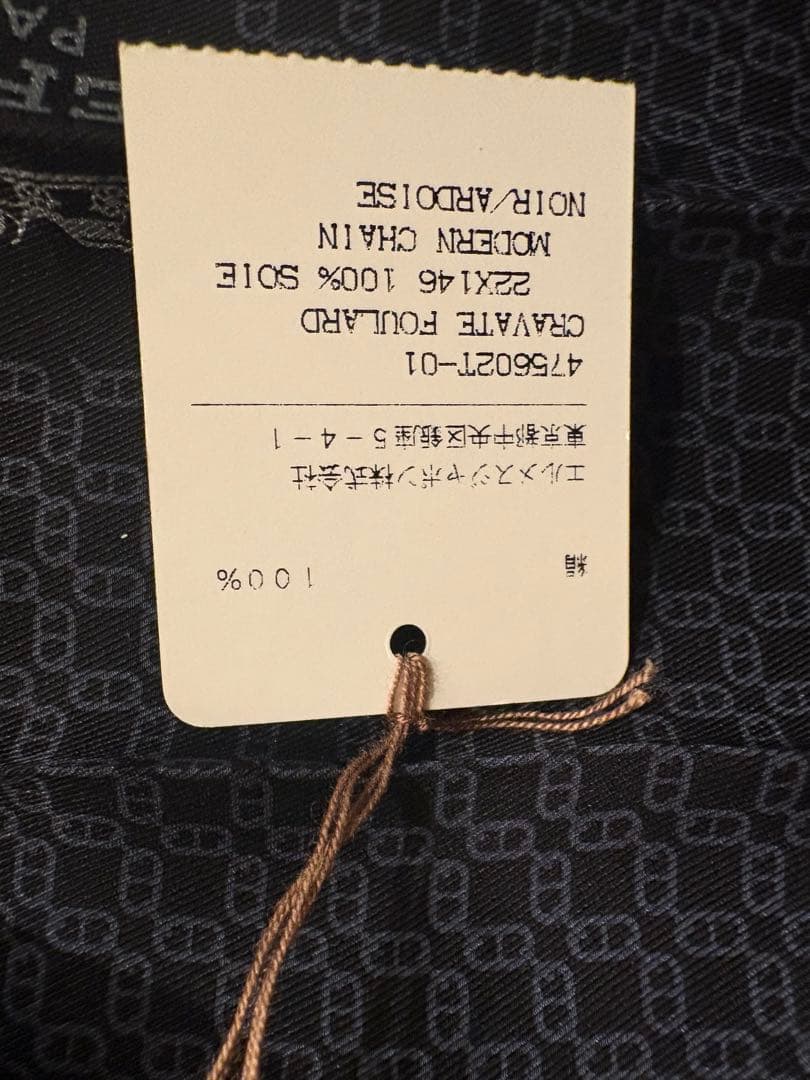 絹 100%
エルメスジャポン株式会社
東京都中央区銀座5-4-1
475602T-01
CRAVATE FOULARD
22X146 100% SOIE
MODERN CHAIN
NOIR/ARDOISE